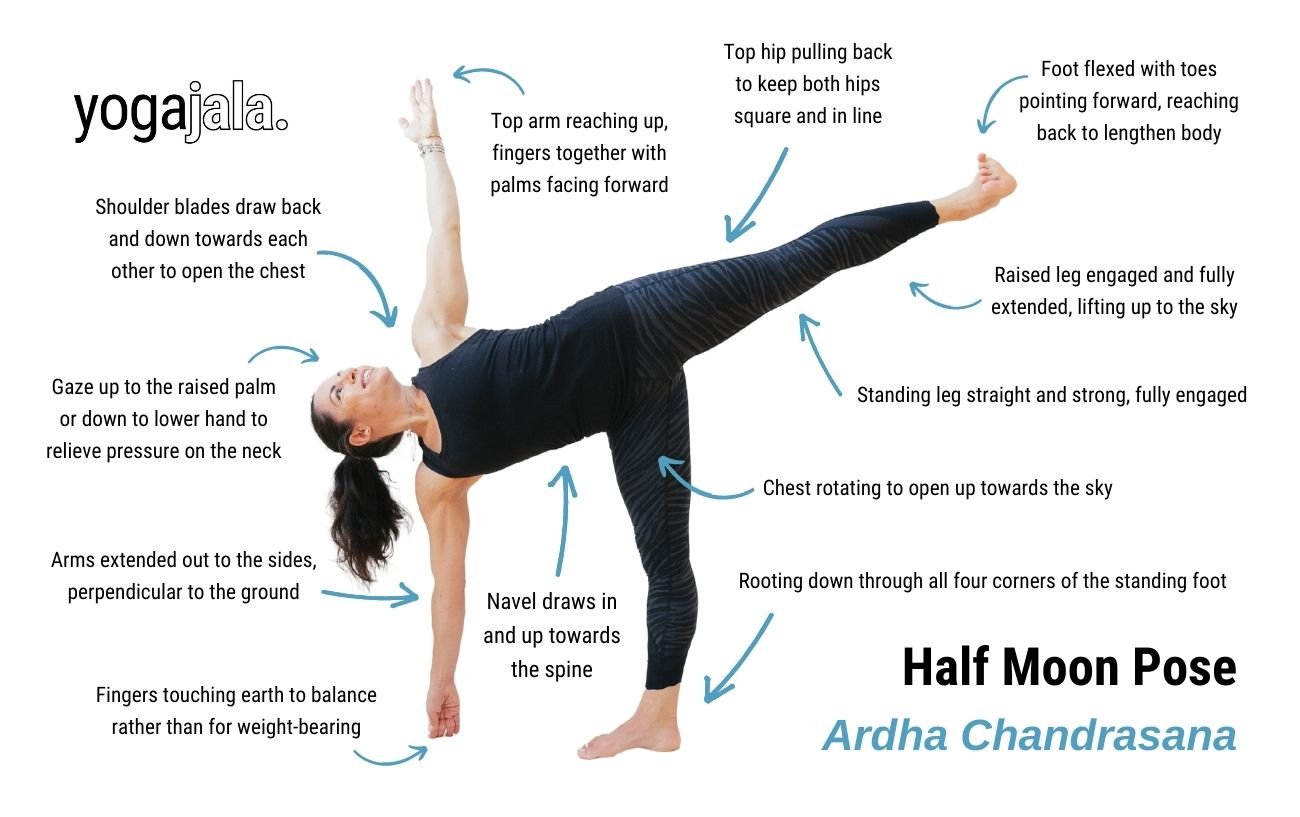 yogajala.
Top arm reaching up,
fingers together with
palms facing forward
Top hip pulling back
to keep both hips
square and in line
Foot flexed with toes
pointing forward, reaching
back to lengthen body
Shoulder blades draw back
and down towards each
other to open the chest
Raised leg engaged and fully
extended, lifting up to the sky
Gaze up to the raised palm
or down to lower hand to
relieve pressure on the neck
Standing leg straight and strong, fully engaged
Chest rotating to open up towards the sky
Arms extended out to the sides,
perpendicular to the ground
Navel draws in
and up towards
the spine
Rooting down through all four corners of the standing foot
Fingers touching earth to balance
rather than for weight-bearing
Half Moon Pose
Ardha Chandrasana